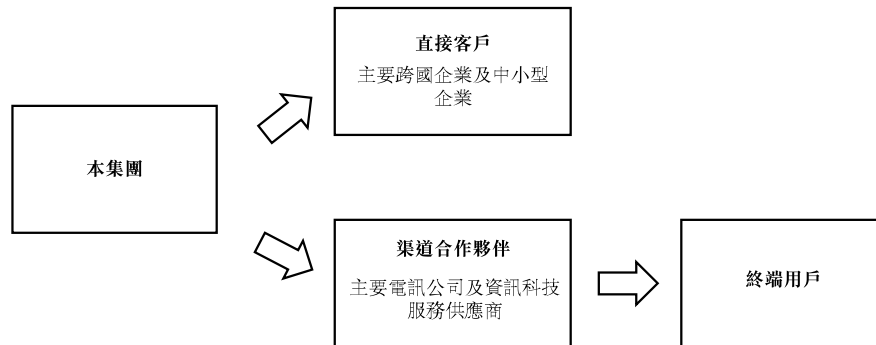 直接客戶
主要跨國企業及中小型
企業
本集團
渠道合作夥伴
主要電訊公司及資訊科技
服務供應商
終端用戶